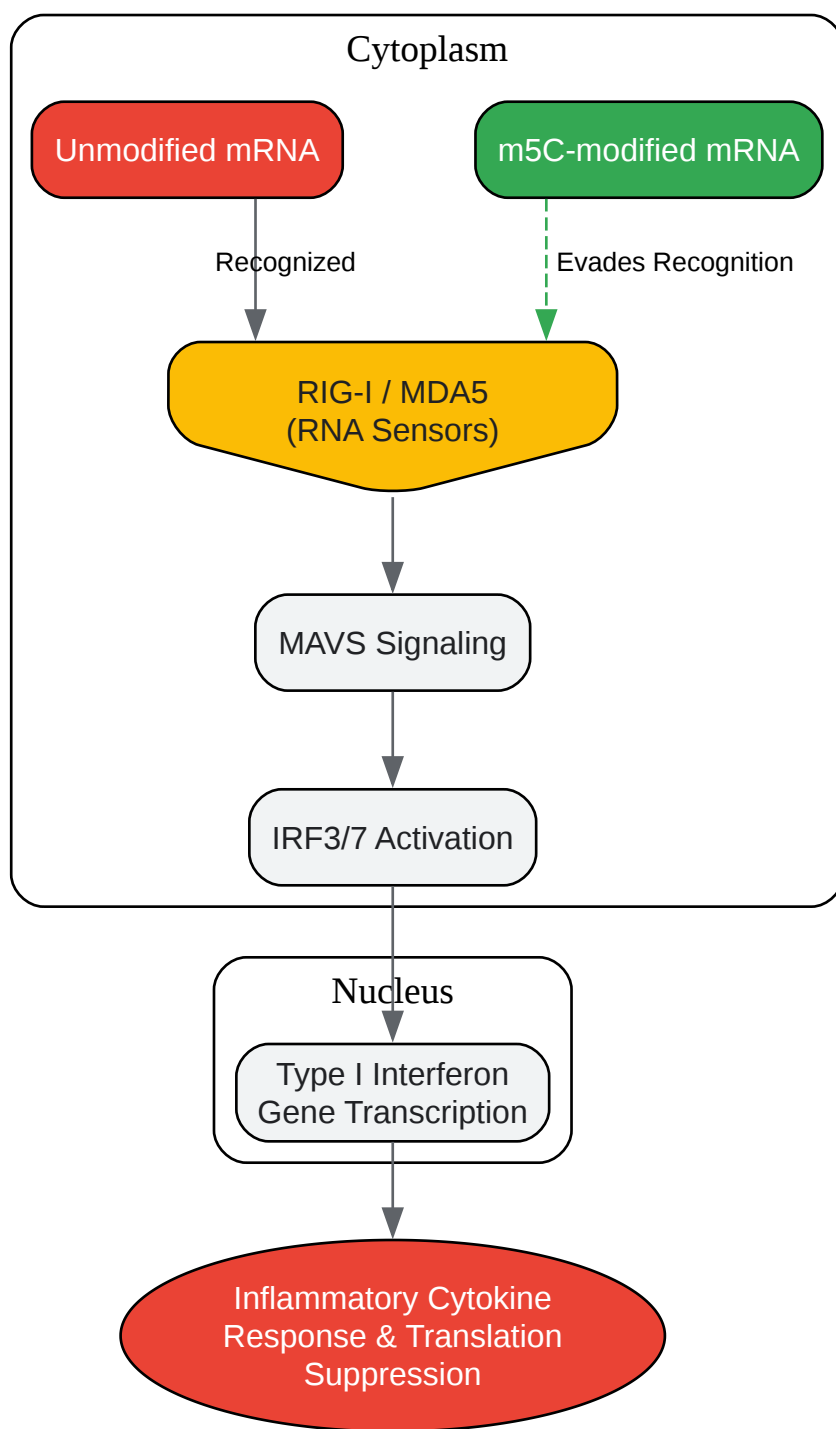 Cytoplasm
Unmodified mRNA
m5C-modified mRNA
Recognized
Evades Recognition
RIG-I / MDA5
(RNA Sensors)
MAVS Signaling
IRF3/7 Activation
Nucleus
Type I Interferon
Gene Transcription
Inflammatory Cytokine
Response & Translation
Suppression